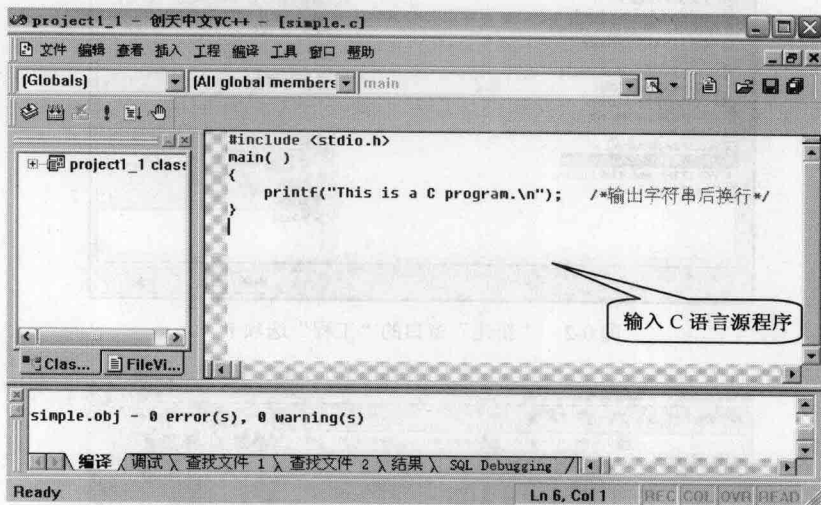 project1_1 - 创天中文VC++ - [simple.c]
文件 编辑 查看 插入 工程 编译 工具 窗口 帮助
(Globals) (All global members main
project1_1 class
#include <stdio.h>
main( )
{
printf("This is a C program.\n"); /*输出字符串后换行*/
}
输入 C 语言源程序
Clas... FileVi...
simple.obj - 0 error(s), 0 warning(s)
编译 调试 查找文件 1 查找文件 2 结果 SQL Debugging
Ready Ln 6, Col 1 REC COL OVR READ